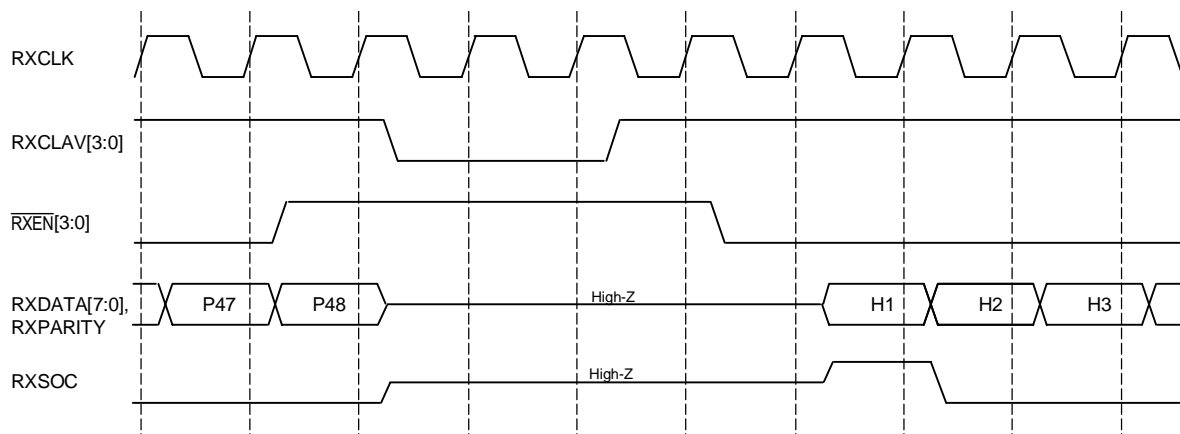 RXCLK
RXCLAV[3:0]
RXEN[3:0]
RXDATA[7:0],
RXPARITY
P47
P48
High-Z
H1
H2
H3
RXSOC
High-Z